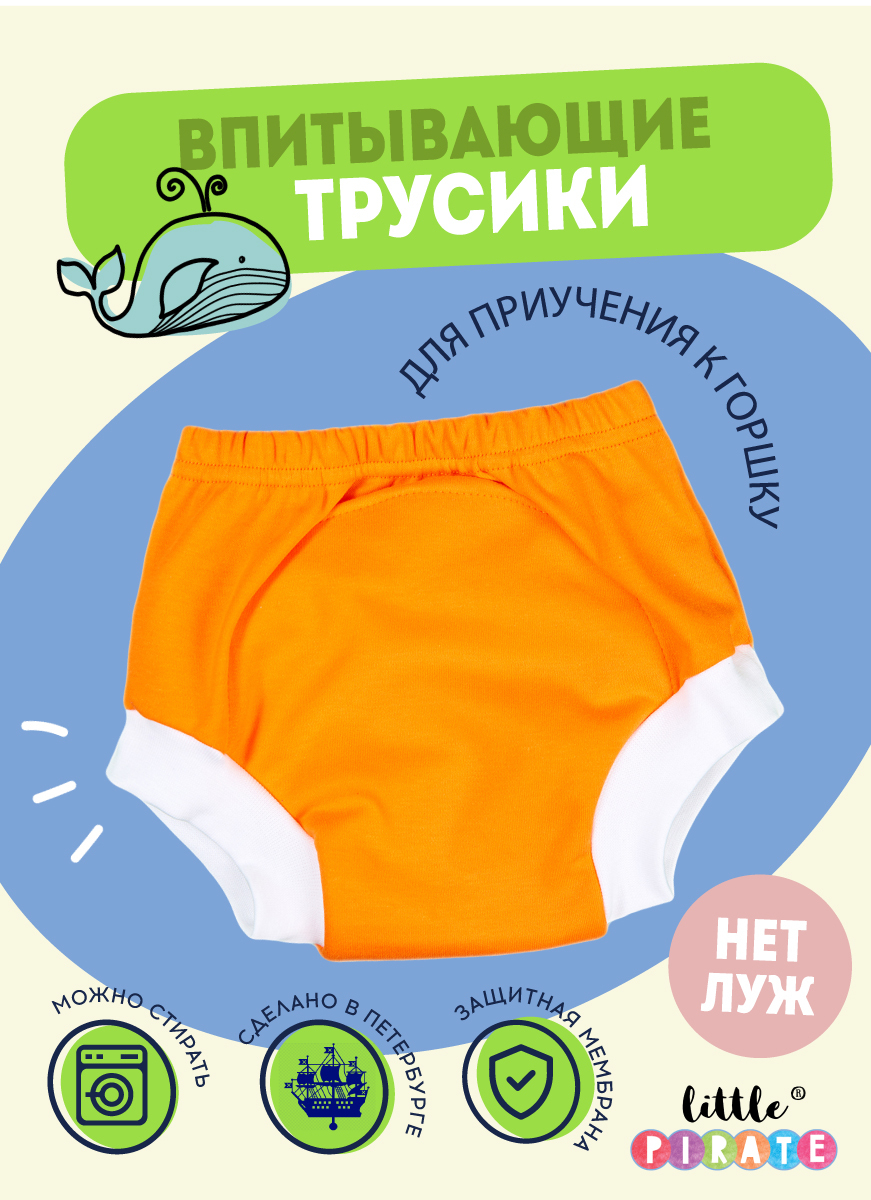 ВПИТЫВАЮЩИЕ
ТРУСИКИ
ДЛЯ ПРИУЧЕНИЯ К ГОРШКУ
НЕТ
ЛУЖ
МОЖНО СТИРАТЬ
СДЕЛАНО В ПЕТЕРБУРГЕ
ЗАЩИТНАЯ МЕМБРАНА
little®
PIRATE